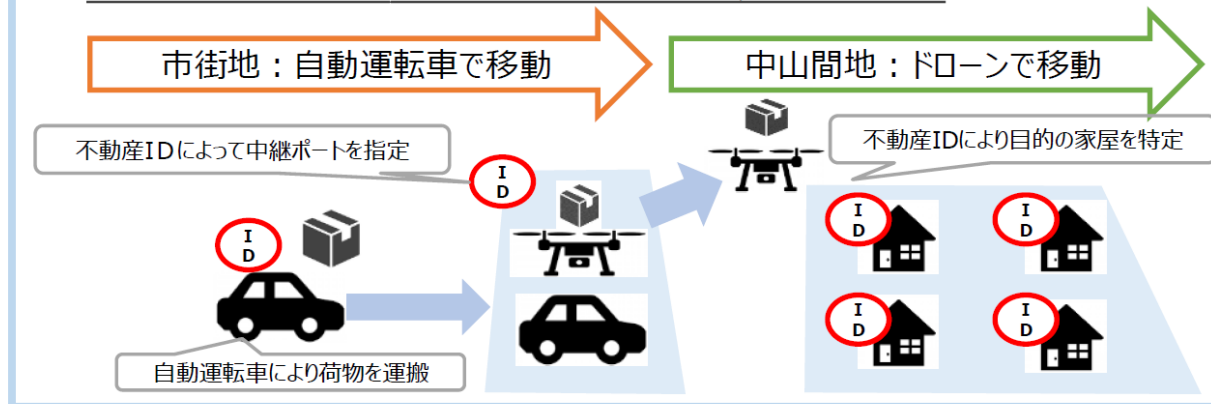 市街地：自動運転車で移動
中山間地：ドローンで移動
不動産IDによって中継ポートを指定
不動産IDにより目的の家屋を特定
I
D
I
D
I
D
I
D
I
D
I
D
自動運転車により荷物を運搬